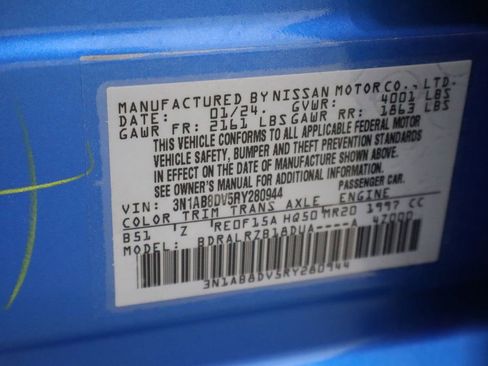 MANUFACTURED BY NISSAN MOTOR CO., LTD.
DATE: 01/24 GVWR: 4001 LBS
GAWR FR: 2161 LBS GAWR RR: 1863 LBS
THIS VEHICLE CONFORMS TO ALL APPLICABLE FEDERAL MOTOR
VEHICLE SAFETY, BUMPER AND THEFT PREVENTION STANDARDS
IN EFFECT ON THE DATE OF MANUFACTURE SHOWN ABOVE.
SEE OWNER'S MANUAL FOR ADDITIONAL INFORMATION.
VIN: 3N1AB8DV5RY280944 PASSENGER CAR.
COLOR TRIM TRANS AXLE ENGINE
B51 Z RE0F15A HQ50 MR20 1997 CC
MODEL: BDRALRZB18DUA----A 4Z000
3N1AB8DV5RY280944